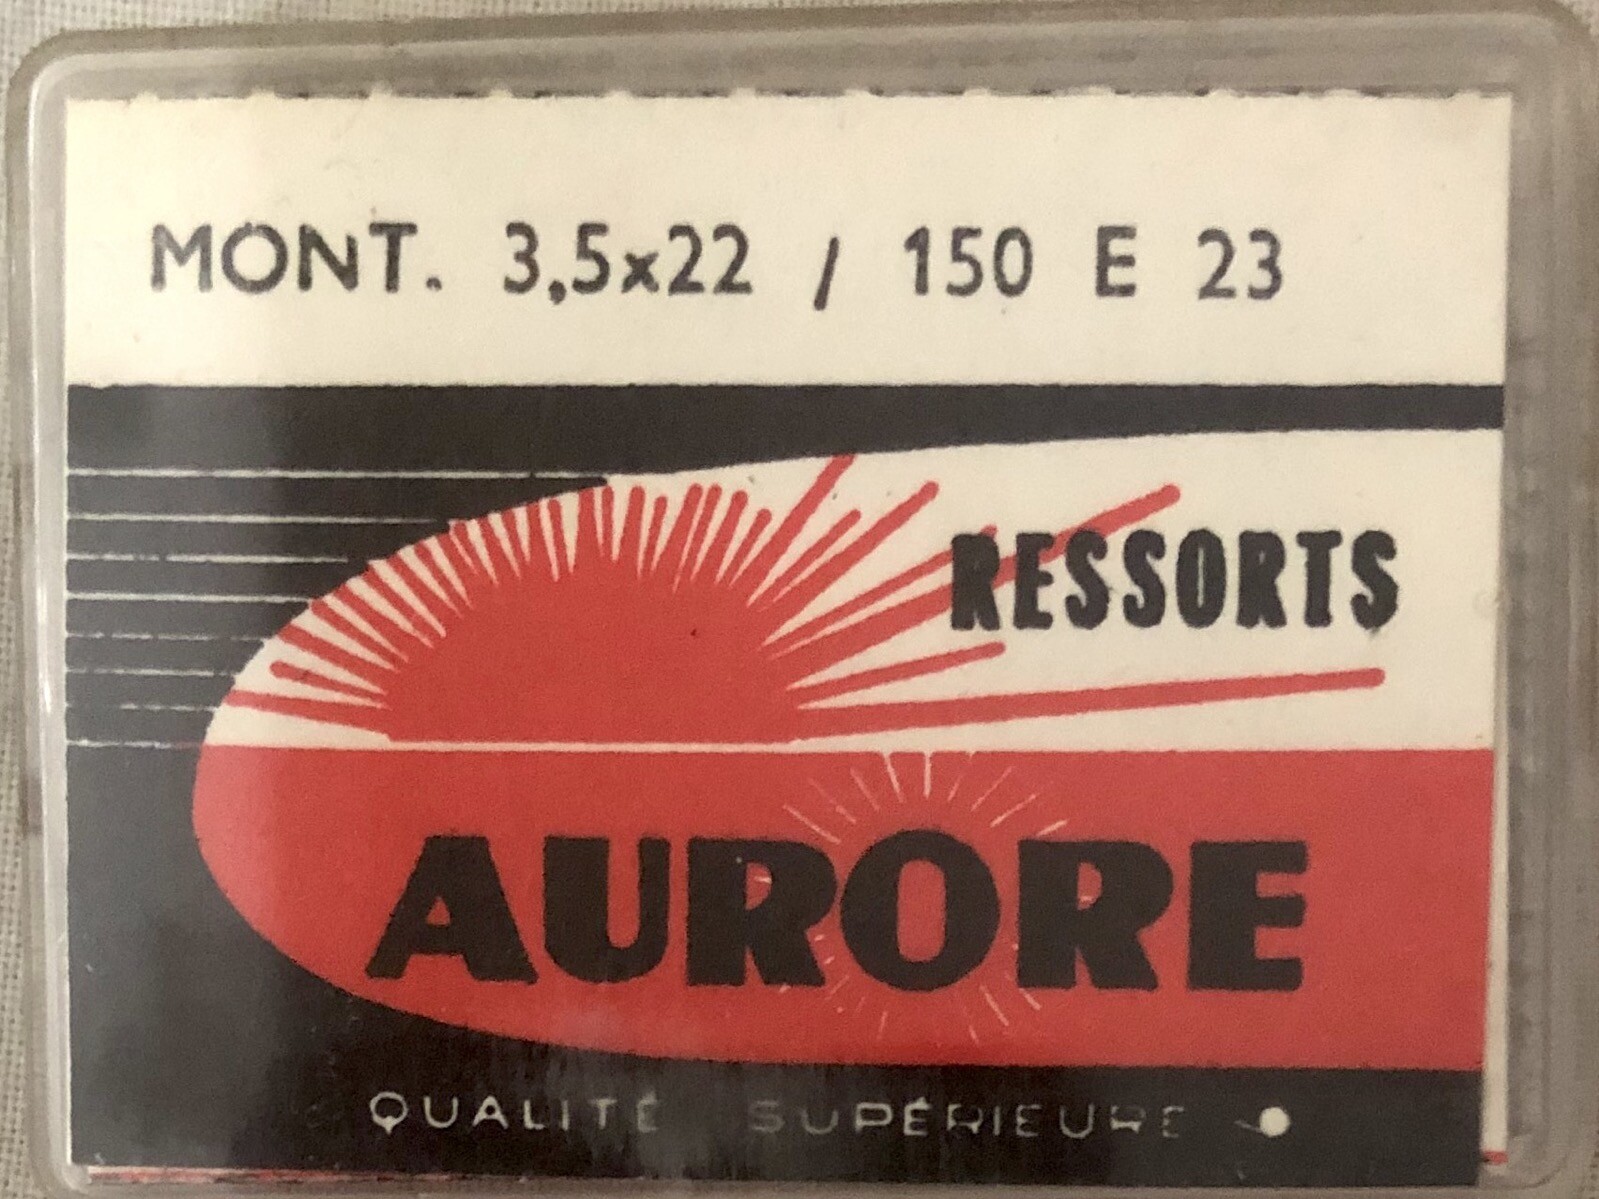 MONT. 3,5x22 / 150 E 23
RESSORTS
AURORE
QUALITÉ SUPÉRIEURE